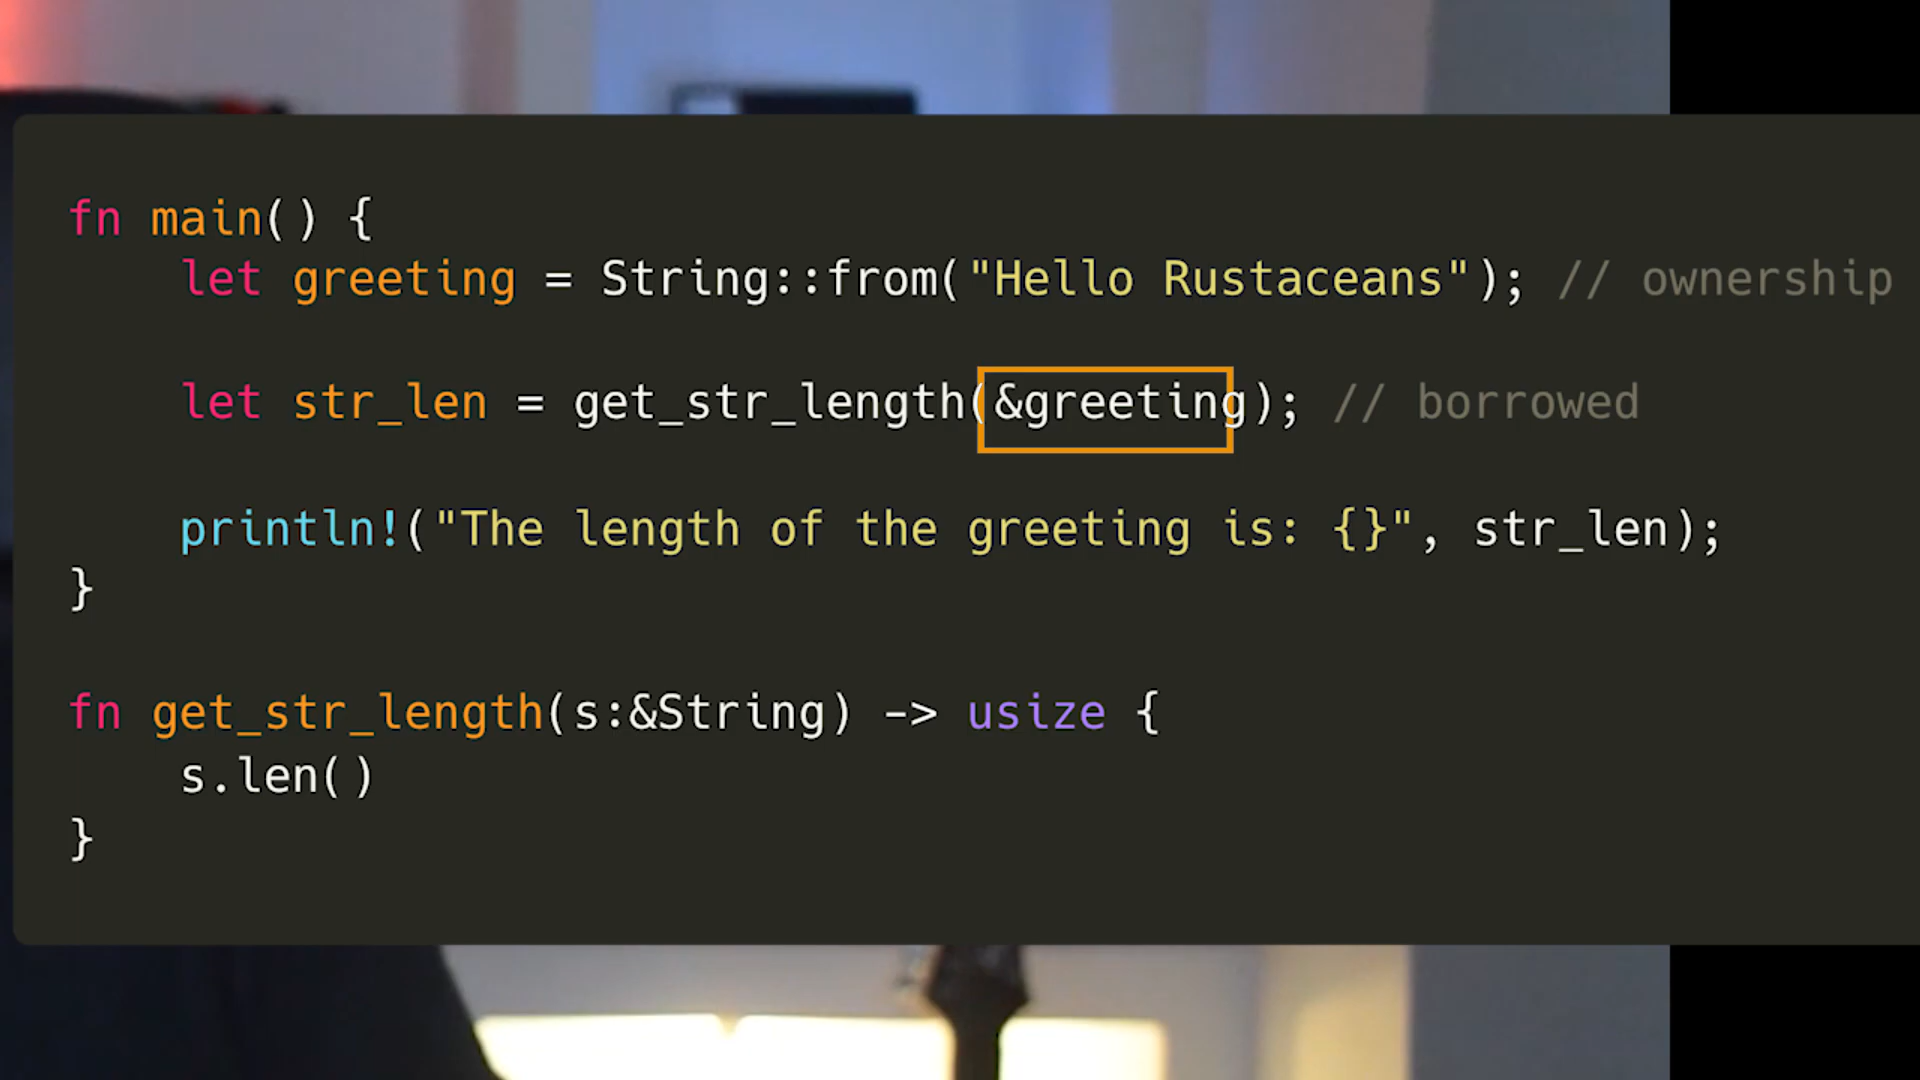 fn main() {
    let greeting = String::from("Hello Rustaceans"); // ownership
    let str_len = get_str_length(&greeting); // borrowed
    println!("The length of the greeting is: {}", str_len);
}
fn get_str_length(s:&String) -> usize {
    s.len()
}